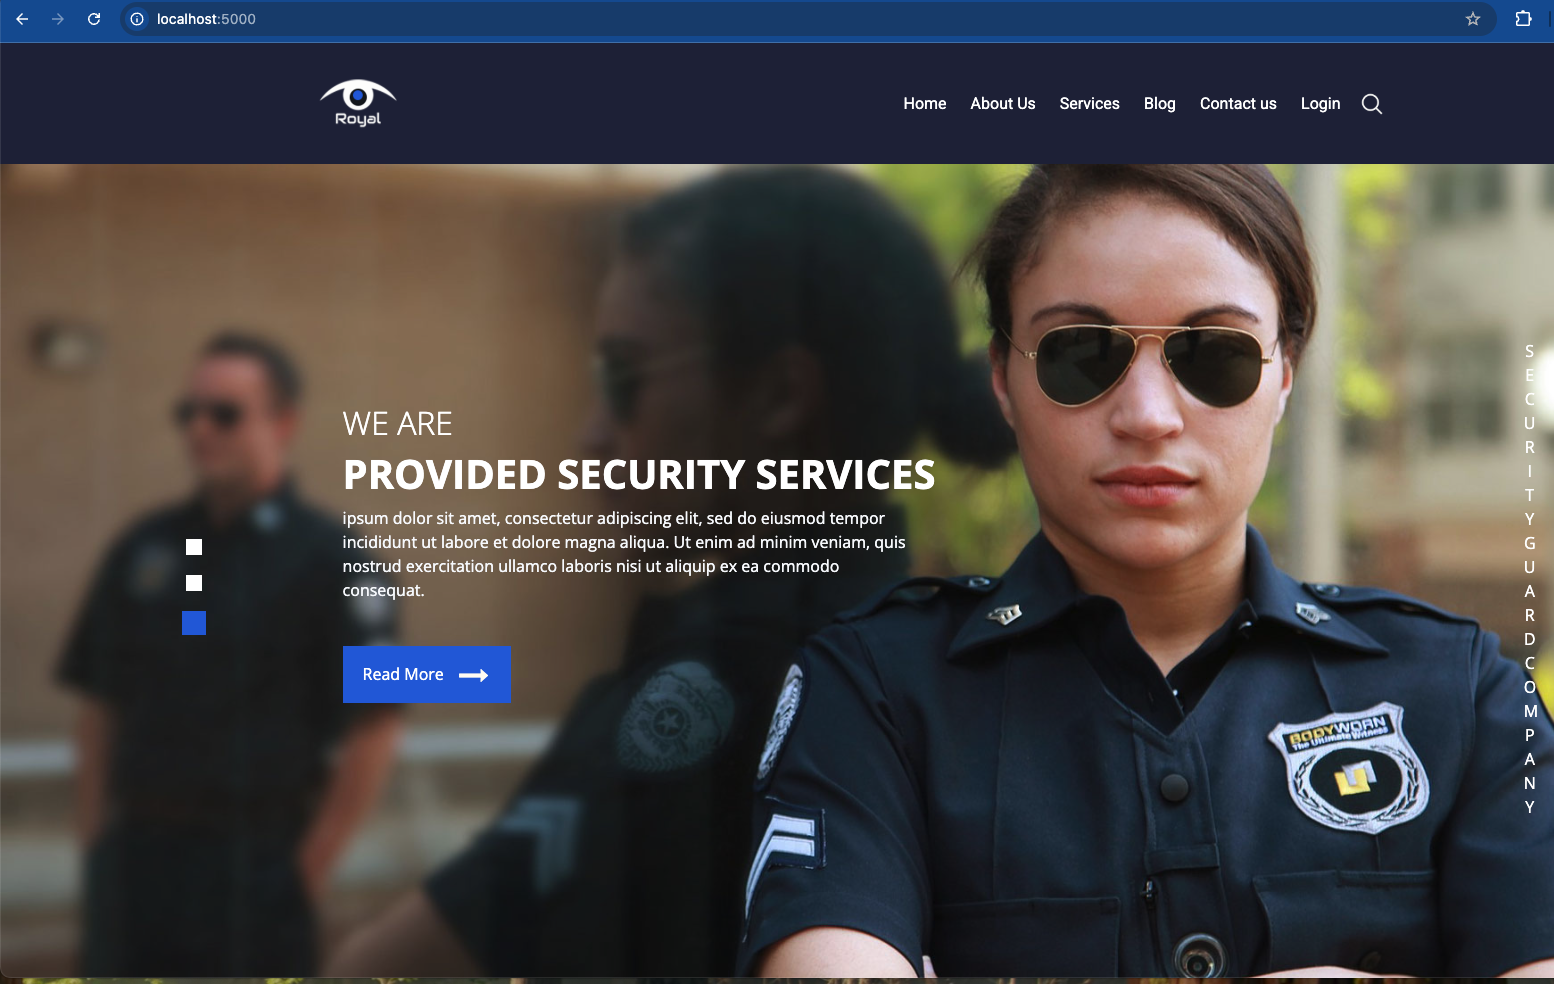 localhost:5000
Royal
Home About Us Services Blog Contact us Login
WE ARE
PROVIDED SECURITY SERVICES
ipsum dolor sit amet, consectetur adipiscing elit, sed do eiusmod tempor
incididunt ut labore et dolore magna aliqua. Ut enim ad minim veniam, quis
nostrud exercitation ullamco laboris nisi ut aliquip ex ea commodo
consequat.
Read More
BODYWORN
The Ultimate Witness
S
E
C
U
R
I
T
Y
G
U
A
R
D
C
O
M
P
A
N
Y